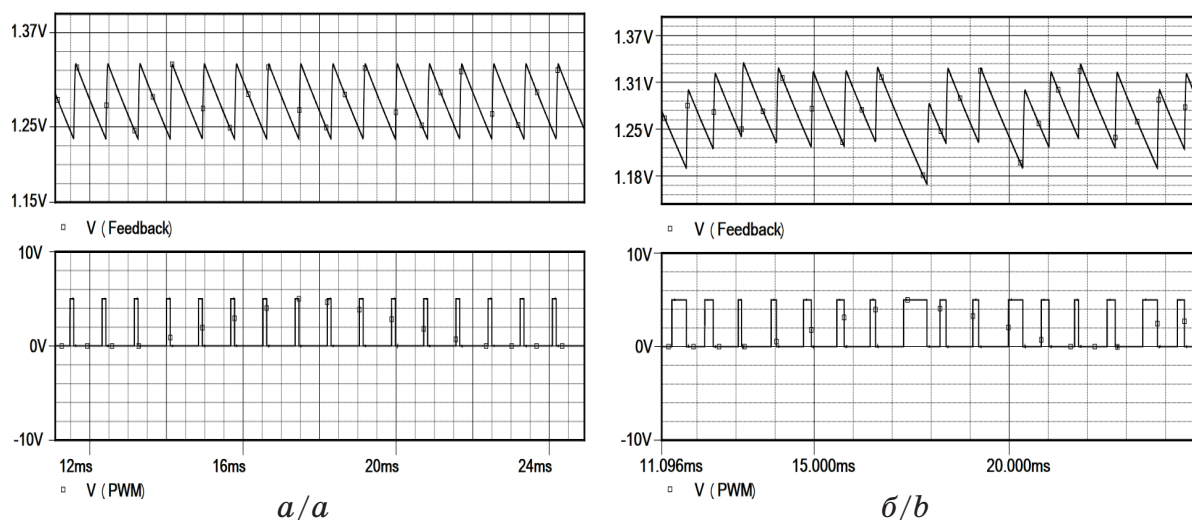 1.37V
1.25V
1.15V
V (Feedback)
10V
0V
-10V
12ms 16ms 20ms 24ms
V (PWM)
а/a
1.37V
1.31V
1.25V
1.18V
V (Feedback)
10V
0V
-10V
11.096ms 15.000ms 20.000ms
V (PWM)
б/b